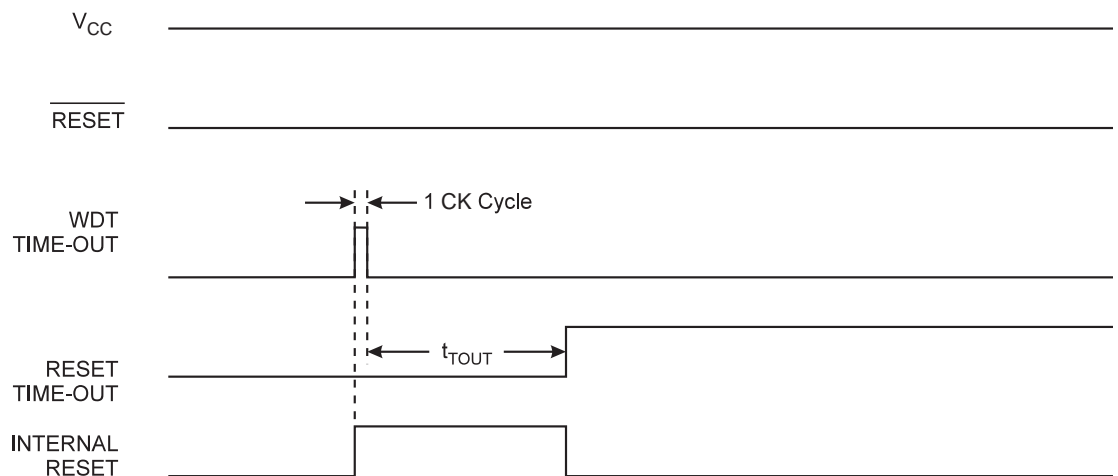 VCC
RESET
1 CK Cycle
WDT
TIME-OUT
tTOUT
RESET
TIME-OUT
INTERNAL
RESET